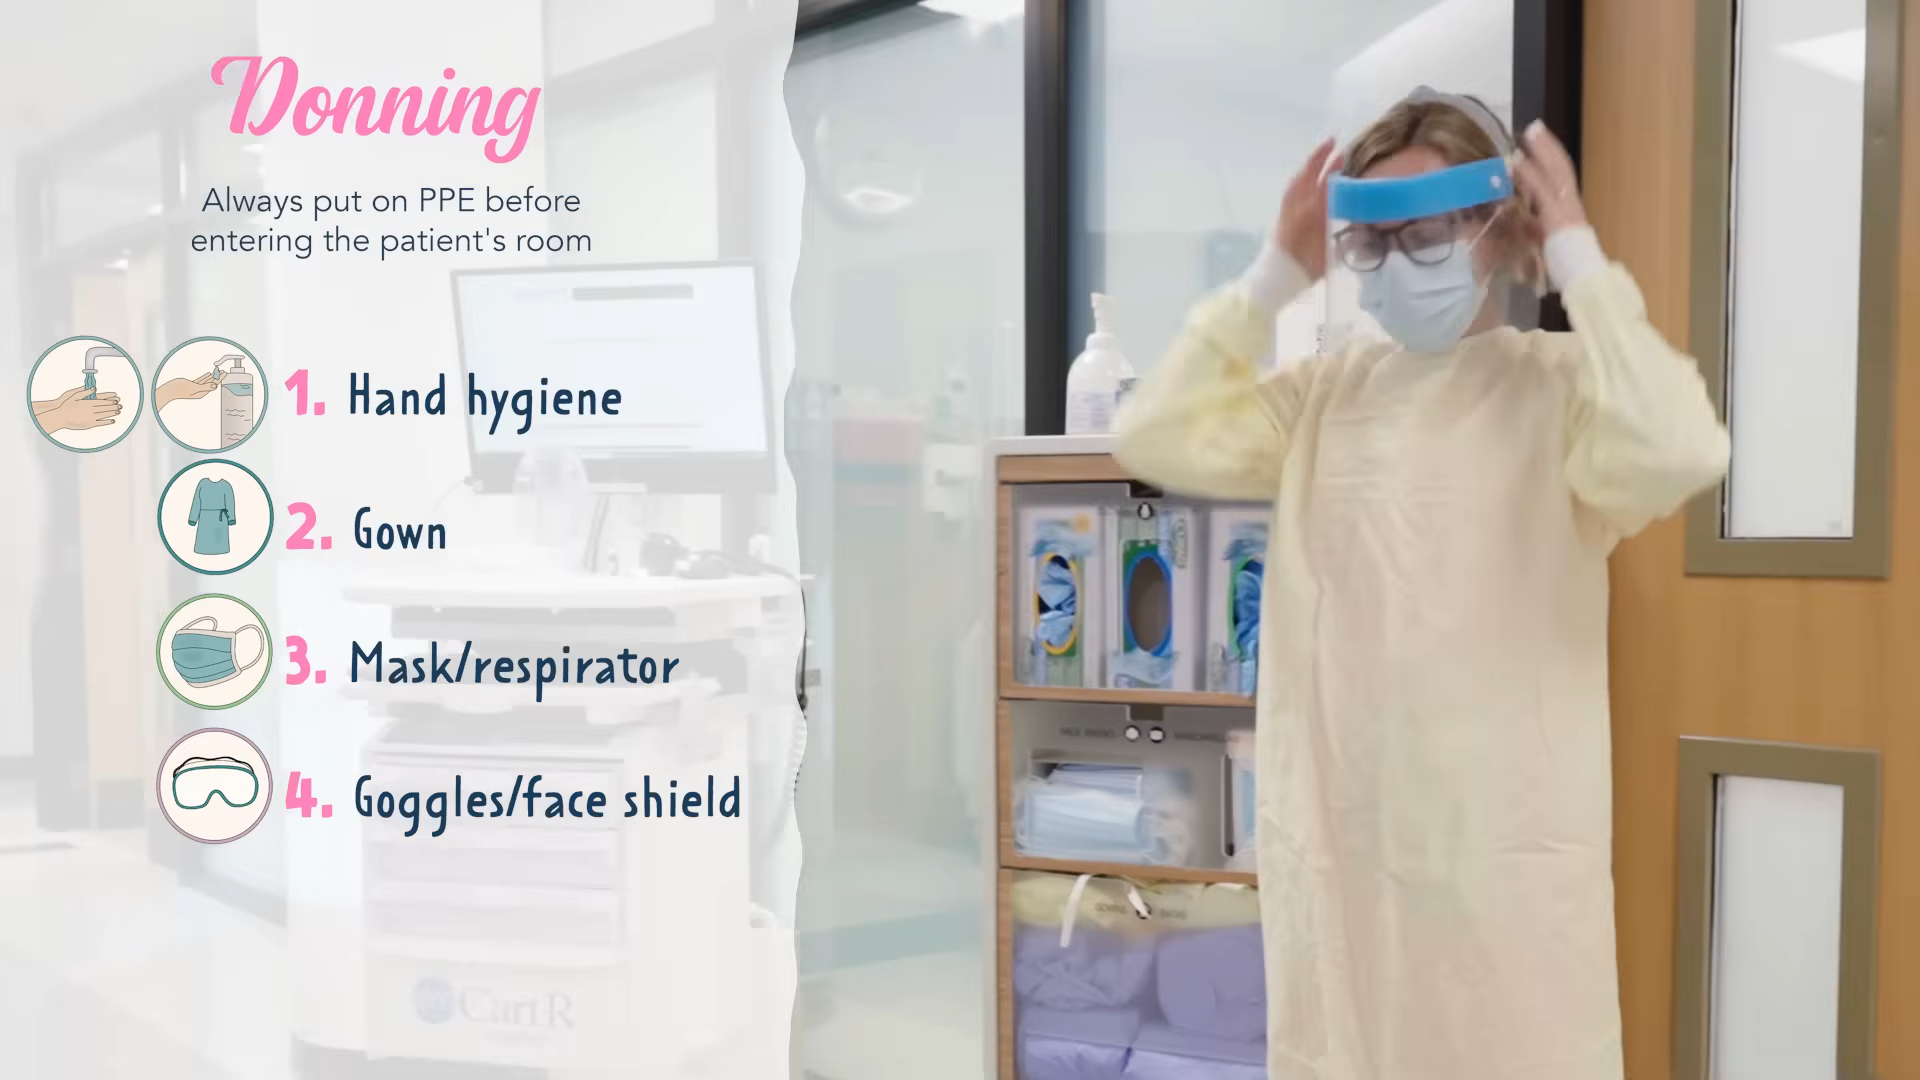 Donning
Always put on PPE before
entering the patient's room
1. Hand hygiene
2. Gown
3. Mask/respirator
4. Goggles/face shield
CartR